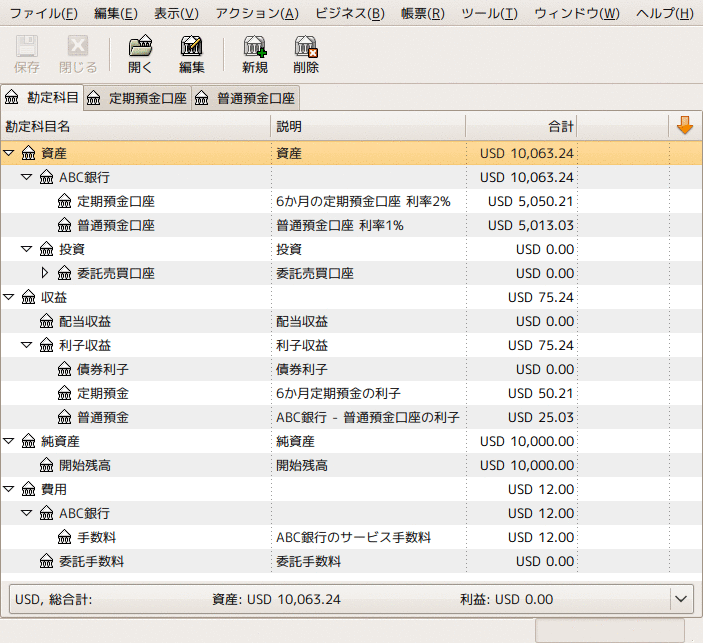 ファイル(F) 編集(E) 表示(V) アクション(A) ビジネス(B) 帳票(R) ツール(T) ウィンドウ(W) ヘルプ(H)
保存 閉じる 開く 編集 新規 削除
勘定科目 定期預金口座 普通預金口座
勘定科目名 説明 合計
資産 資産 USD 10,063.24
ABC銀行 USD 10,063.24
定期預金口座 6か月の定期預金口座 利率2% USD 5,050.21
普通預金口座 普通預金口座 利率1% USD 5,013.03
投資 投資 USD 0.00
委託売買口座 委託売買口座 USD 0.00
収益 USD 75.24
配当収益 配当収益 USD 0.00
利子収益 利子収益 USD 75.24
債券利子 債券利子 USD 0.00
定期預金 6か月定期預金の利子 USD 50.21
普通預金 ABC銀行 - 普通預金口座の利子 USD 25.03
純資産 純資産 USD 10,000.00
開始残高 開始残高 USD 10,000.00
費用 USD 12.00
ABC銀行 USD 12.00
手数料 ABC銀行のサービス手数料 USD 12.00
委託手数料 委託手数料 USD 0.00
USD, 総合計: 資産: USD 10,063.24 利益: USD 0.00